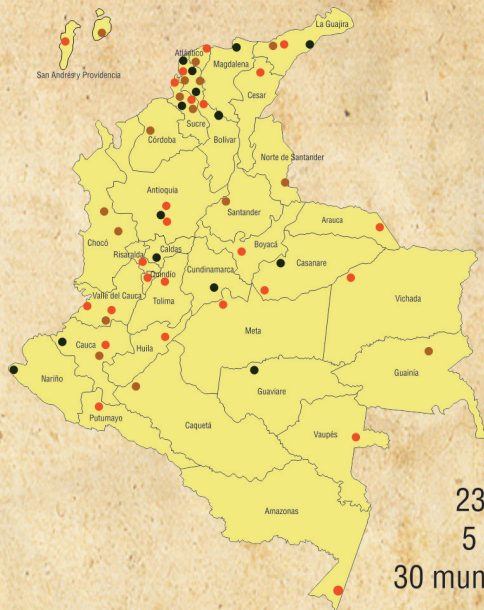 La Guajira
Atlántico
Magdalena
San Andrés y Providencia
Cesar
Sucre
Córdoba
Bolívar
Norte de Santander
Antioquia
Santander
Arauca
Chocó
Boyacá
Caldas
Risaralda
Cundinamarca
Casanare
Quindío
Valle del Cauca
Tolima
Vichada
Meta
Cauca
Huila
Guainía
Nariño
Guaviare
Putumayo
Caquetá
Vaupés
Amazonas
23
5
30 mun